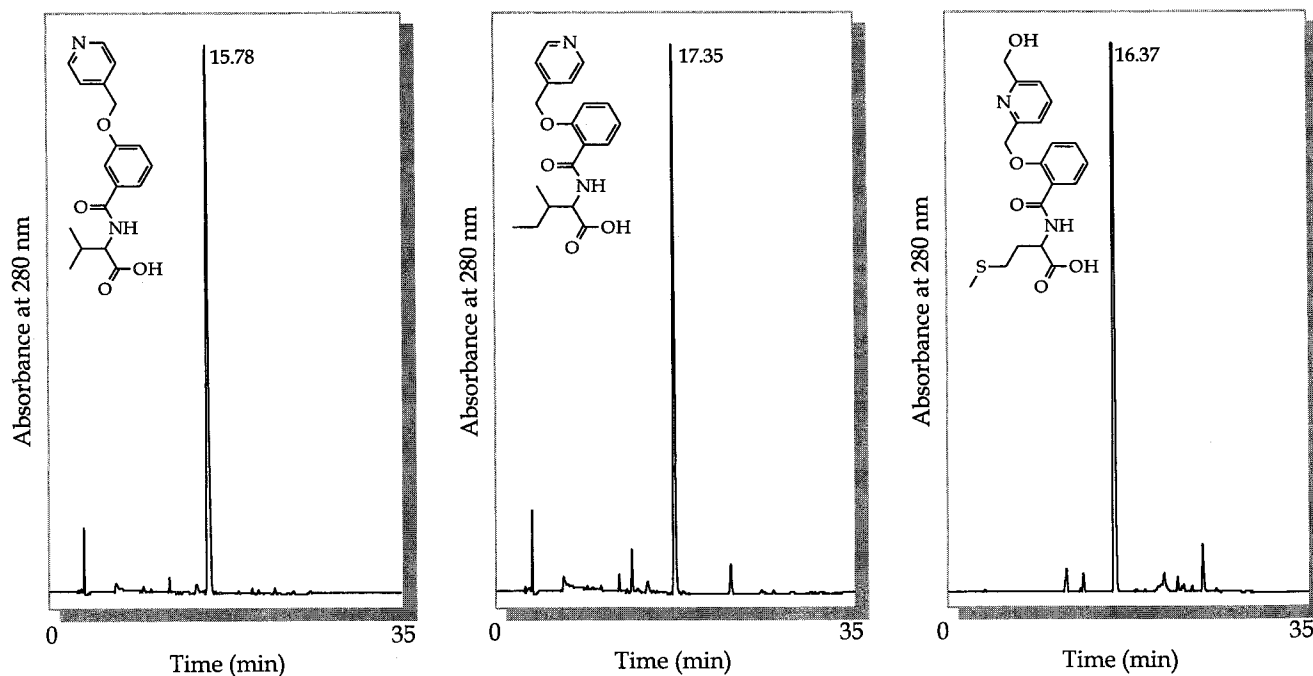 N
O
O
NH
OH
O
15.78
Absorbance at 280 nm
0
35
Time (min)
N
O
O
NH
OH
O
17.35
Absorbance at 280 nm
0
35
Time (min)
OH
N
O
O
NH
S
OH
O
16.37
Absorbance at 280 nm
0
35
Time (min)